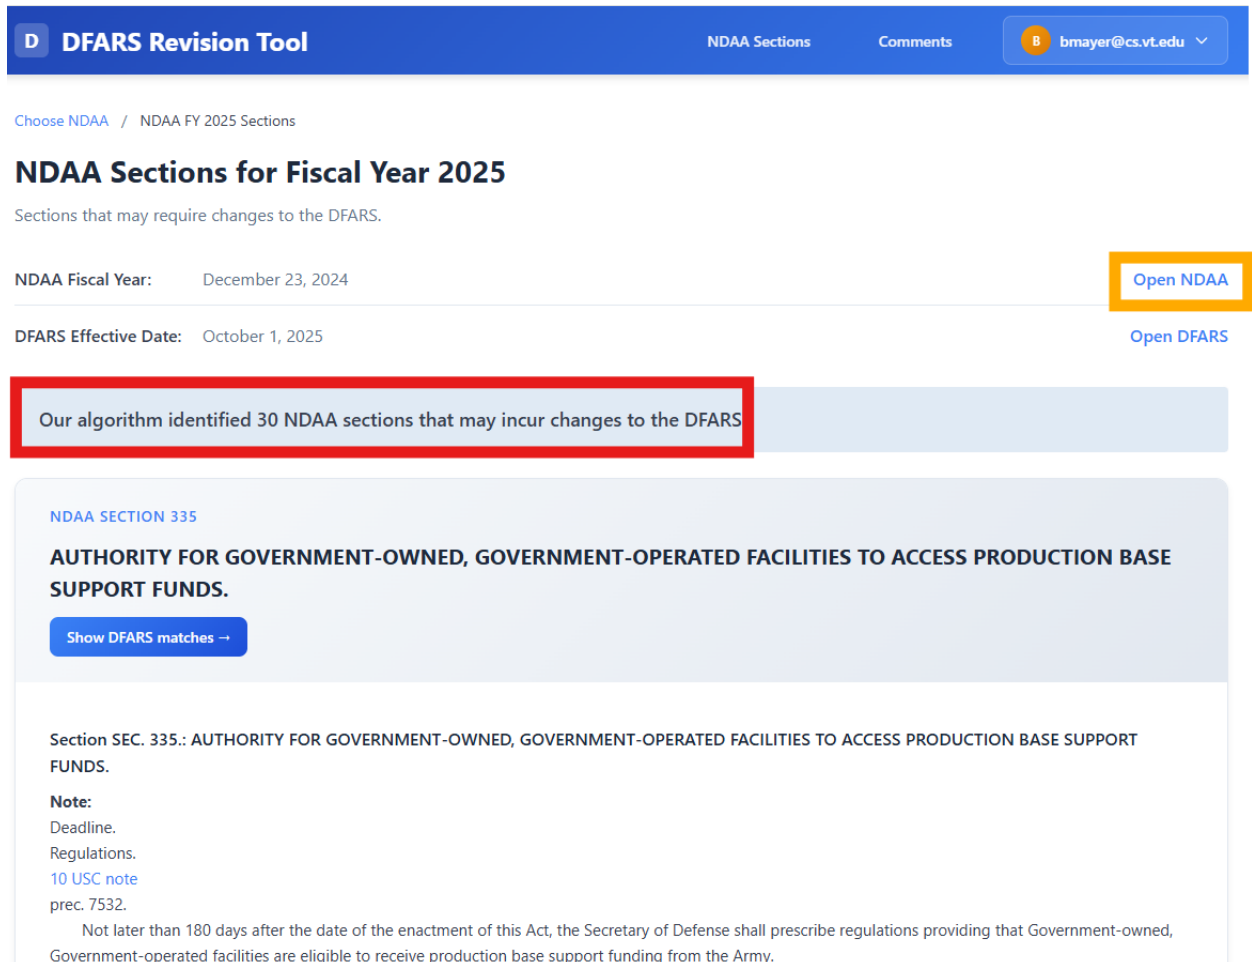 D DFARS Revision Tool NDAA Sections Comments B bmayer@cs.vt.edu
Choose NDAA / NDAA FY 2025 Sections
NDAA Sections for Fiscal Year 2025
Sections that may require changes to the DFARS.
NDAA Fiscal Year: December 23, 2024 Open NDAA
DFARS Effective Date: October 1, 2025 Open DFARS
Our algorithm identified 30 NDAA sections that may incur changes to the DFARS
NDAA SECTION 335
AUTHORITY FOR GOVERNMENT-OWNED, GOVERNMENT-OPERATED FACILITIES TO ACCESS PRODUCTION BASE
SUPPORT FUNDS.
Show DFARS matches →
Section SEC. 335.: AUTHORITY FOR GOVERNMENT-OWNED, GOVERNMENT-OPERATED FACILITIES TO ACCESS PRODUCTION BASE SUPPORT
FUNDS.
Note:
Deadline.
Regulations.
10 USC note
prec. 7532.
Not later than 180 days after the date of the enactment of this Act, the Secretary of Defense shall prescribe regulations providing that Government-owned,
Government-operated facilities are eligible to receive production base support funding from the Army.